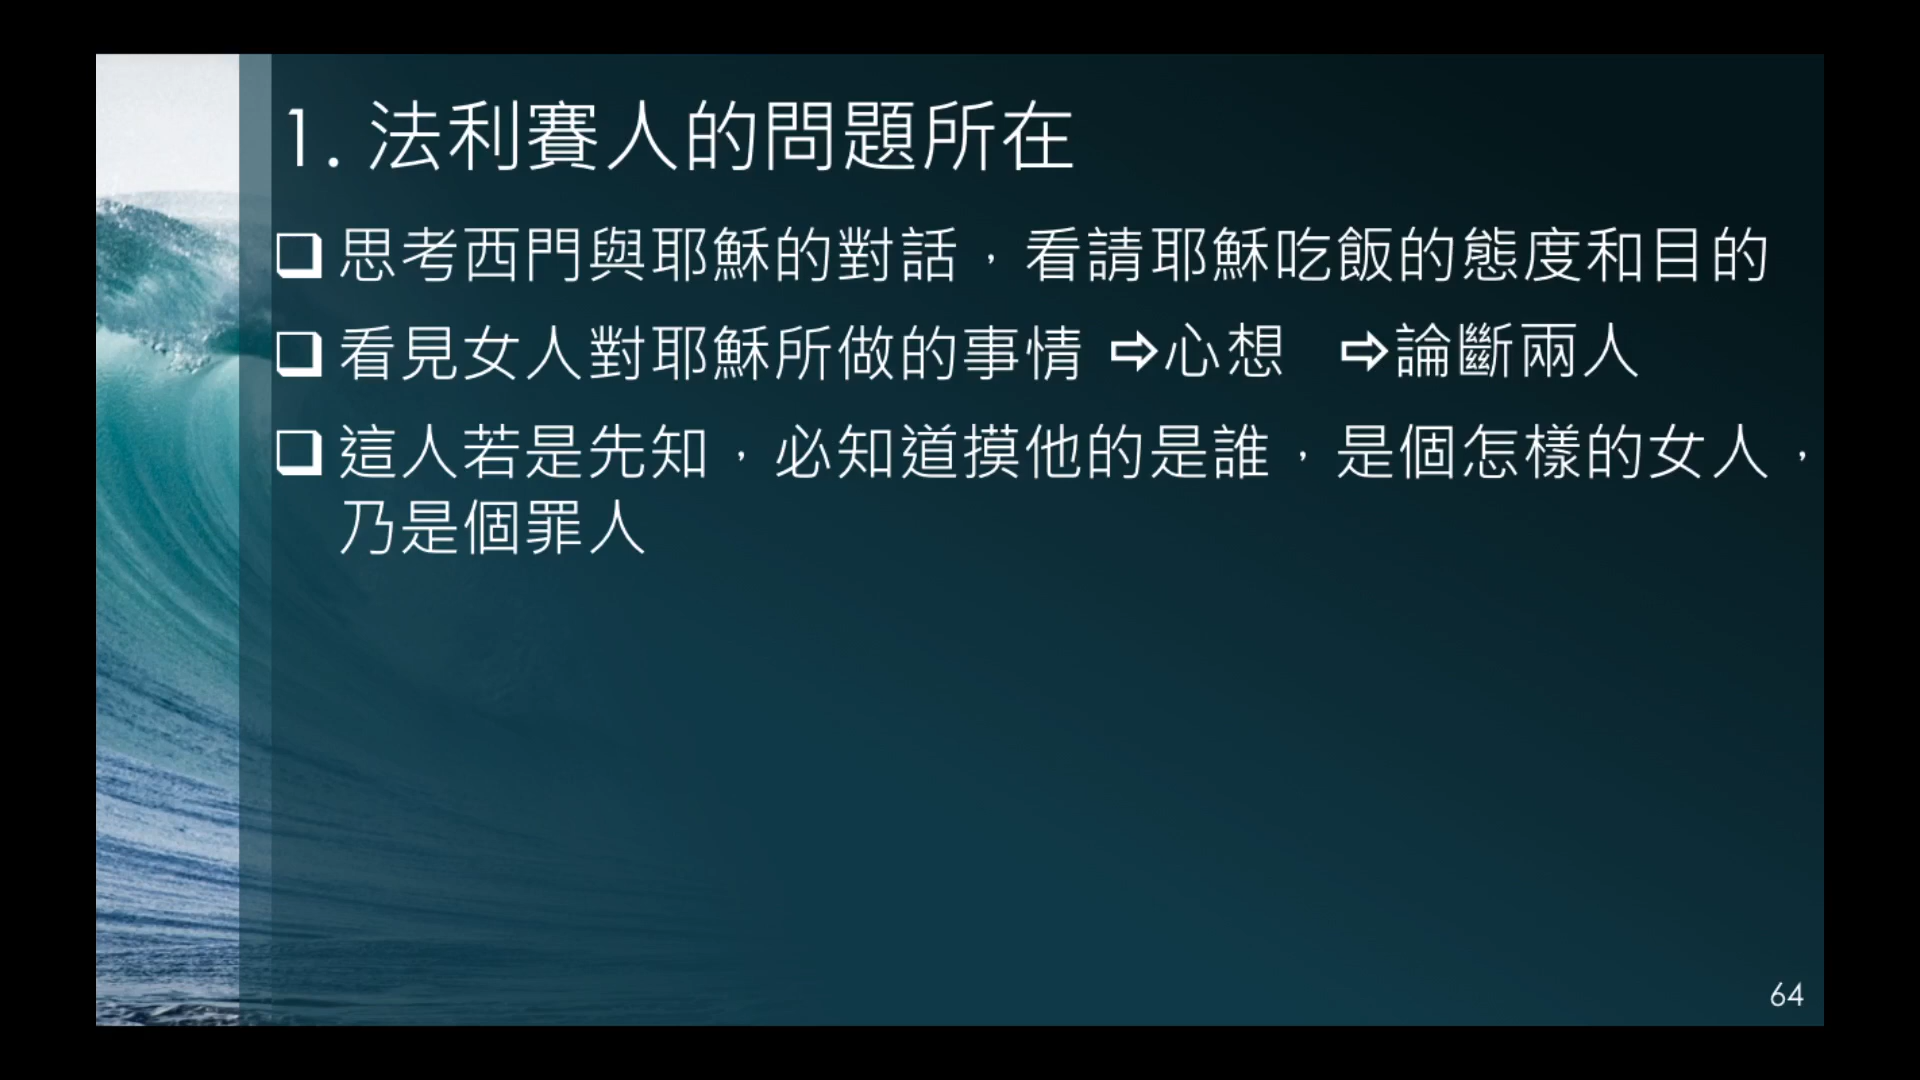 1. 法利賽人的問題所在
❑ 思考西門與耶穌的對話，看請耶穌吃飯的態度和目的
❑ 看見女人對耶穌所做的事情 ⇨心想 ⇨論斷兩人
❑ 這人若是先知，必知道摸他的是誰，是個怎樣的女人，
乃是個罪人
64